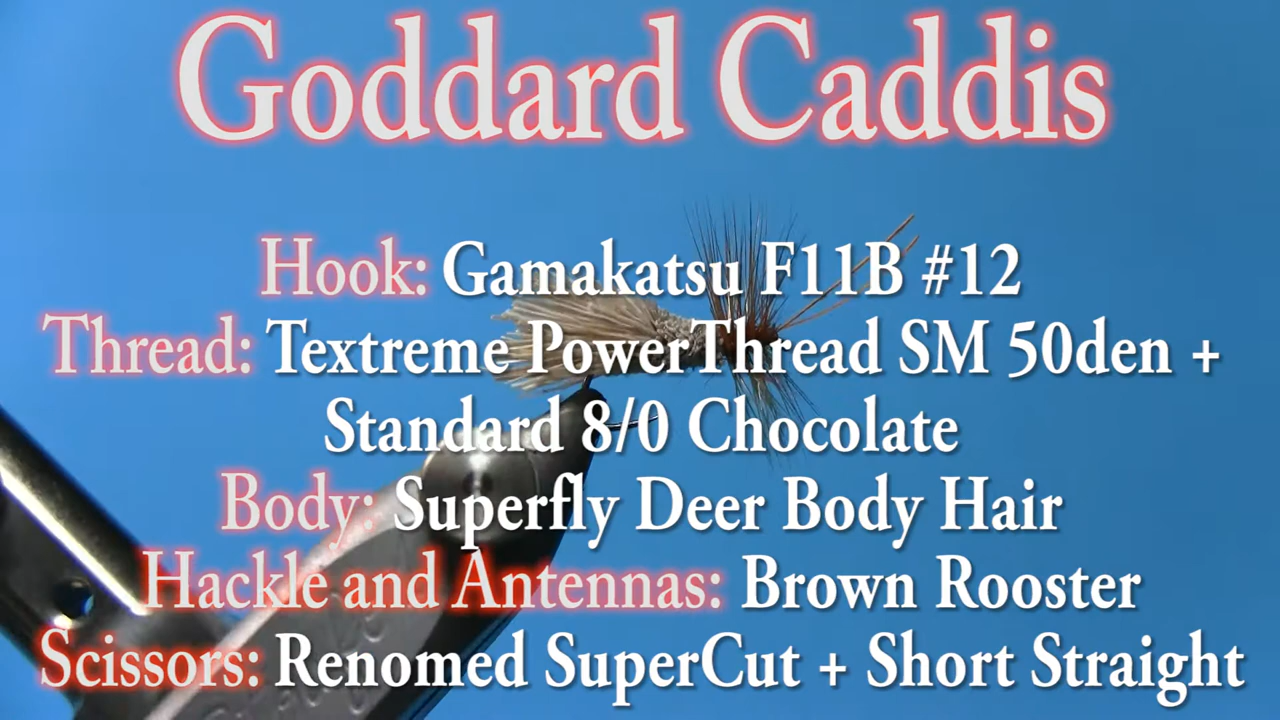 Goddard Caddis
Hook: Gamakatsu F11B #12
Thread: Textreme PowerThread SM 50den +
Standard 8/0 Chocolate
Body: Superfly Deer Body Hair
Hackle and Antennas: Brown Rooster
Scissors: Renomed SuperCut + Short Straight